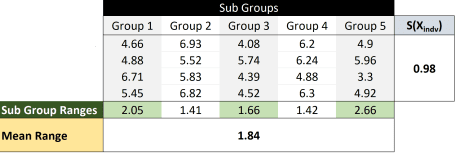 Sub Groups
Group 1 Group 2 Group 3 Group 4 Group 5 S(Xindv)
4.66 6.93 4.08 6.2 4.9
4.88 5.52 5.74 6.24 5.96
0.98
6.71 5.83 4.39 4.88 3.3
5.45 6.82 4.52 6.3 4.92
Sub Group Ranges 2.05 1.41 1.66 1.42 2.66
Mean Range 1.84